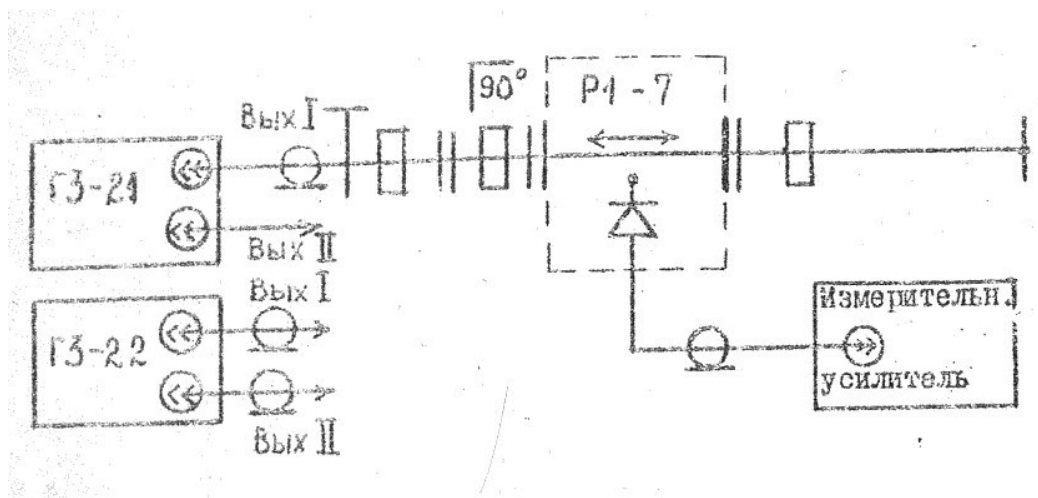 90°
Р1-7
Вых I
Г3-21
Вых II
Вых I
Г3-22
Вых II
Измерительн.
усилитель